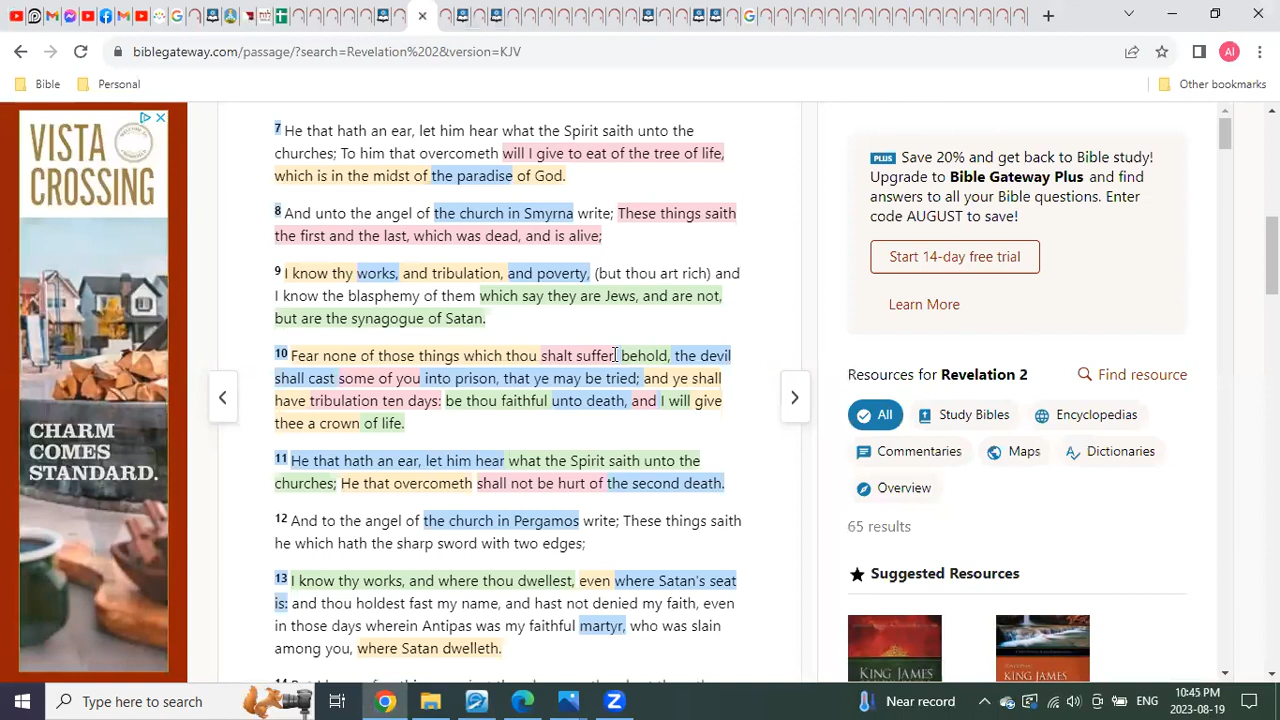 biblegateway.com/passage/?search=Revelation%202&version=KJV
AI
Bible
Personal
Other bookmarks
VISTA
CROSSING
CHARM
COMES
STANDARD.
7 He that hath an ear, let him hear what the Spirit saith unto the
churches; To him that overcometh will I give to eat of the tree of life,
which is in the midst of the paradise of God.
8 And unto the angel of the church in Smyrna write; These things saith
the first and the last, which was dead, and is alive;
9 I know thy works, and tribulation, and poverty, (but thou art rich) and
I know the blasphemy of them which say they are Jews, and are not,
but are the synagogue of Satan.
10 Fear none of those things which thou shalt suffer behold, the devil
shall cast some of you into prison, that ye may be tried; and ye shall
have tribulation ten days: be thou faithful unto death, and I will give
thee a crown of life.
11 He that hath an ear, let him hear what the Spirit saith unto the
churches; He that overcometh shall not be hurt of the second death.
12 And to the angel of the church in Pergamos write; These things saith
he which hath the sharp sword with two edges;
13 I know thy works, and where thou dwellest, even where Satan's seat
is: and thou holdest fast my name, and hast not denied my faith, even
in those days wherein Antipas was my faithful martyr, who was slain
among you, where Satan dwelleth.
PLUS Save 20% and get back to Bible study!
Upgrade to Bible Gateway Plus and find
answers to all your Bible questions. Enter
code AUGUST to save!
Start 14-day free trial
Learn More
Resources for Revelation 2
Find resource
All
Study Bibles
Encyclopedias
Commentaries
Maps
Dictionaries
Overview
65 results
Suggested Resources
KING JAMES
KING JAMES
Type here to search
Near record
ENG
10:45 PM
2023-08-19